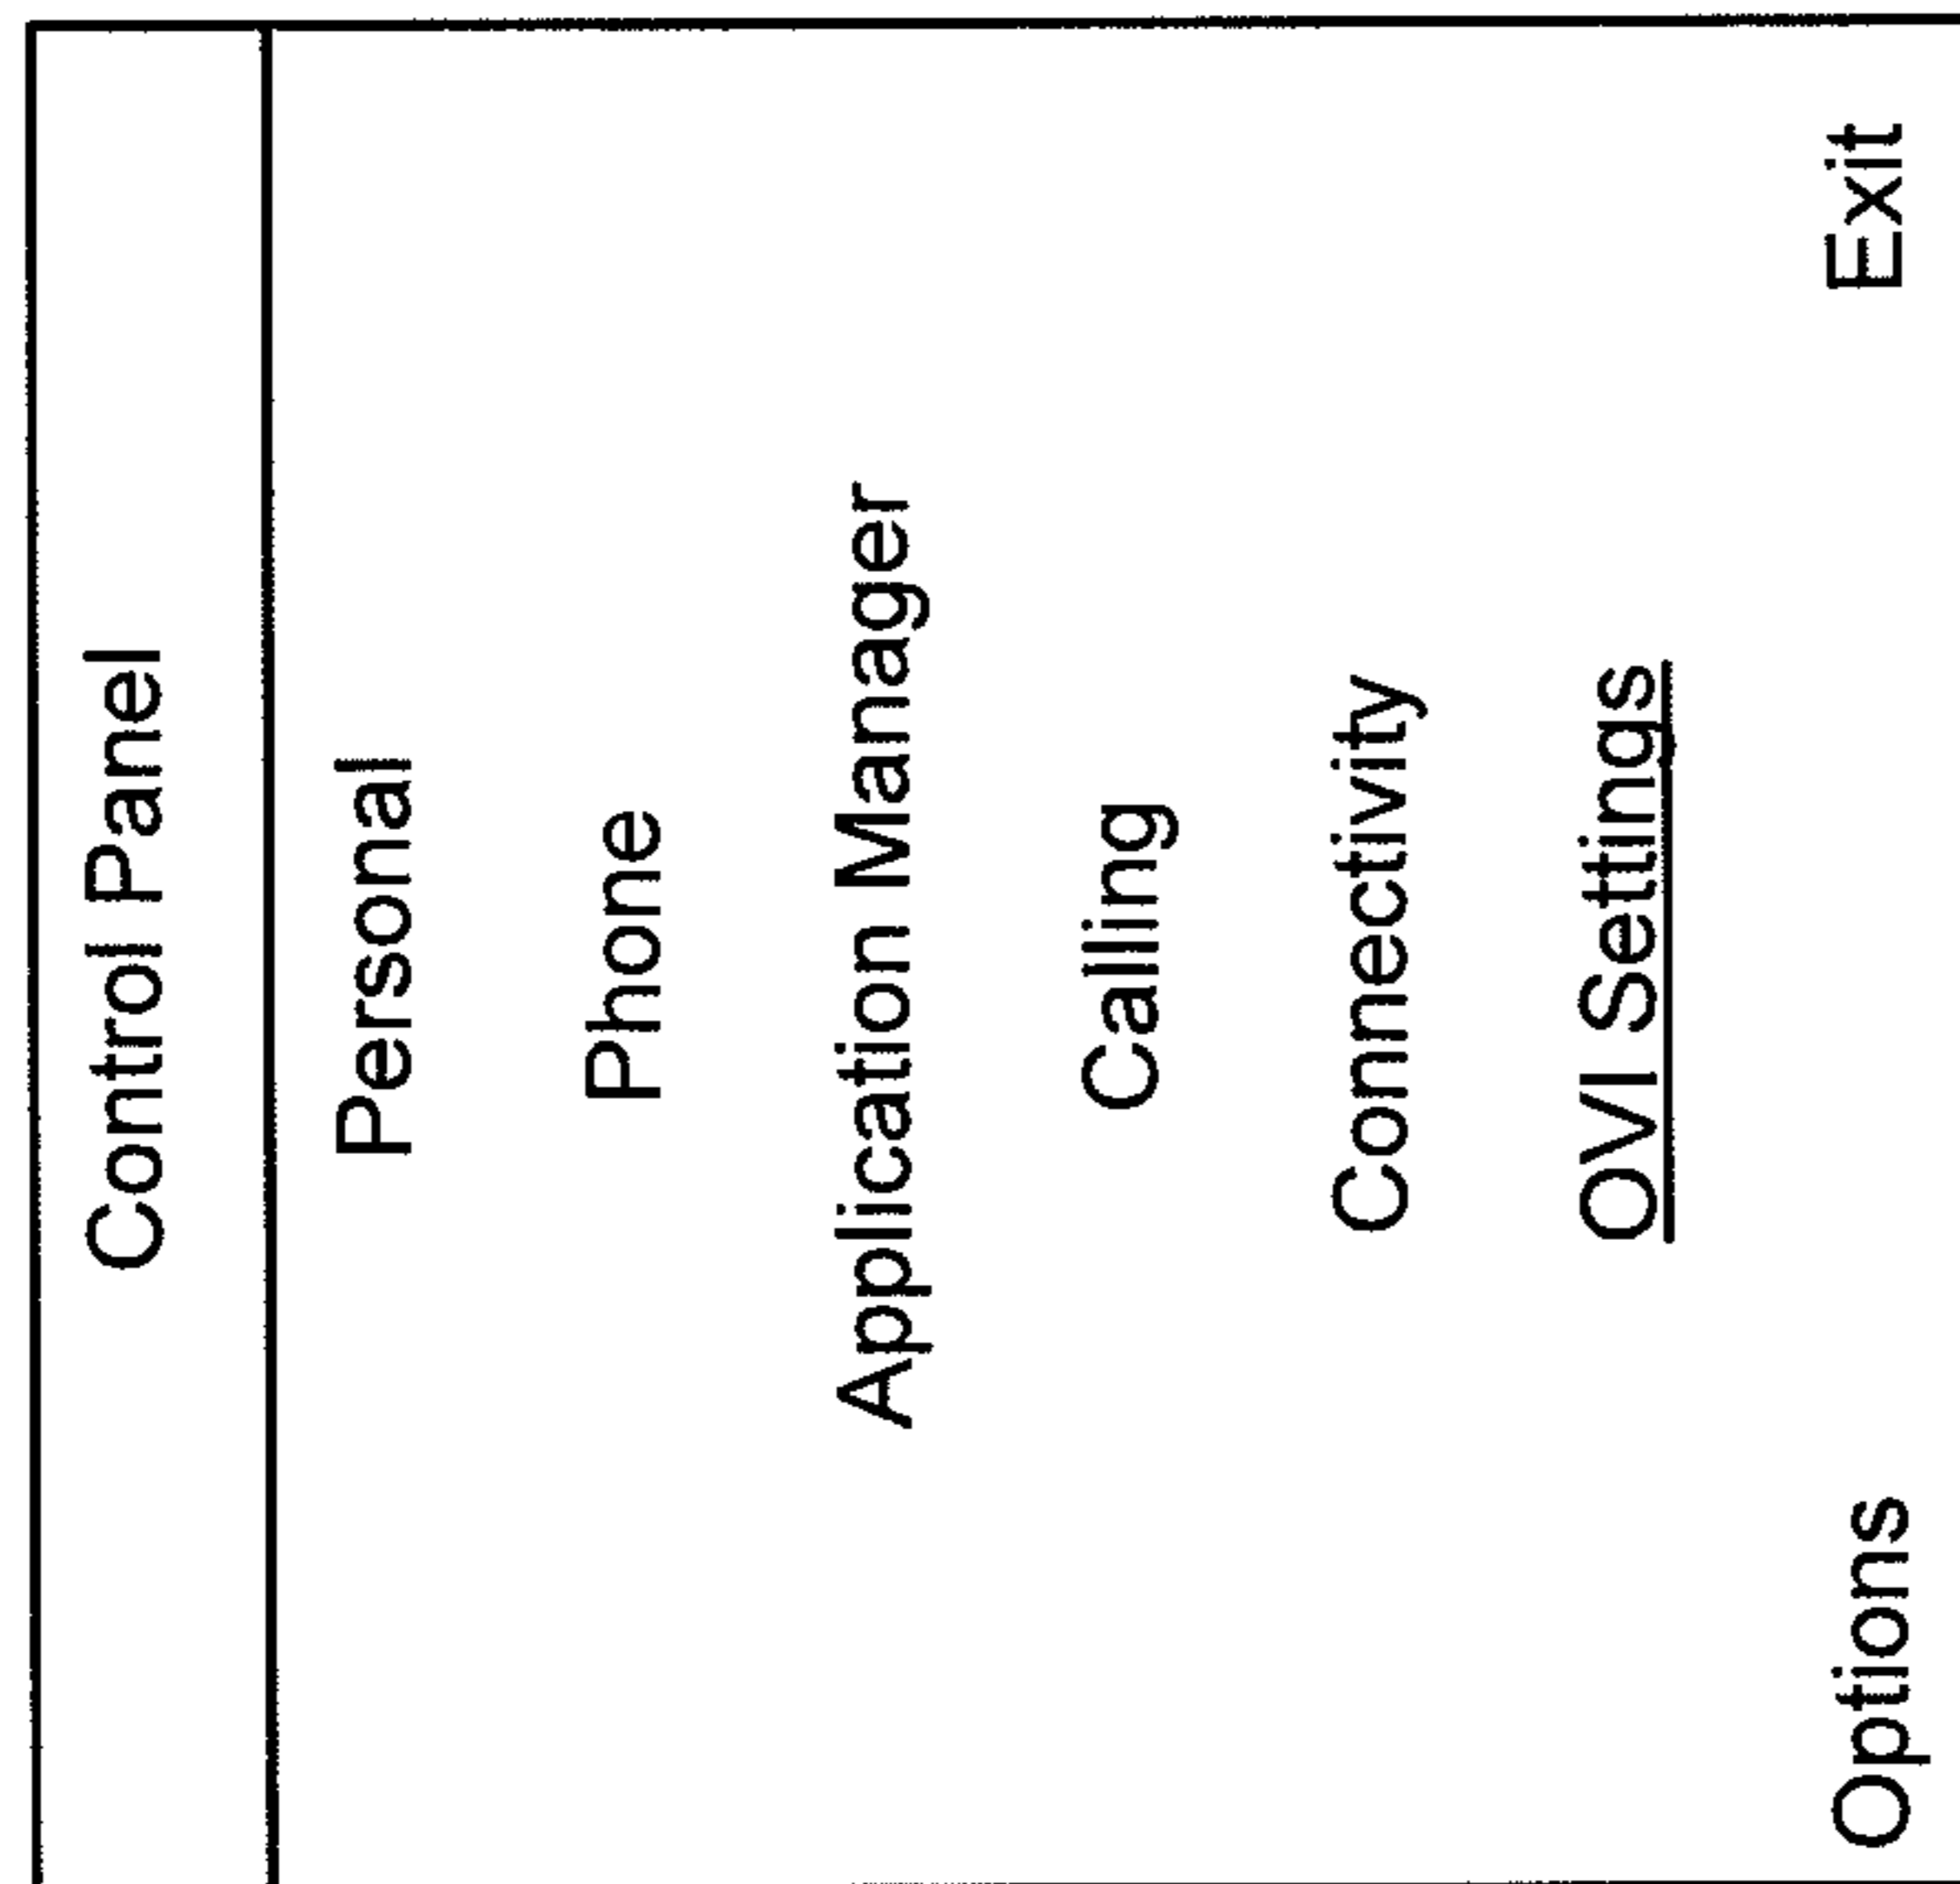 Control Panel
Personal
Phone
Application Manager
Calling
Connectivity
OVI Settings
Options Exit